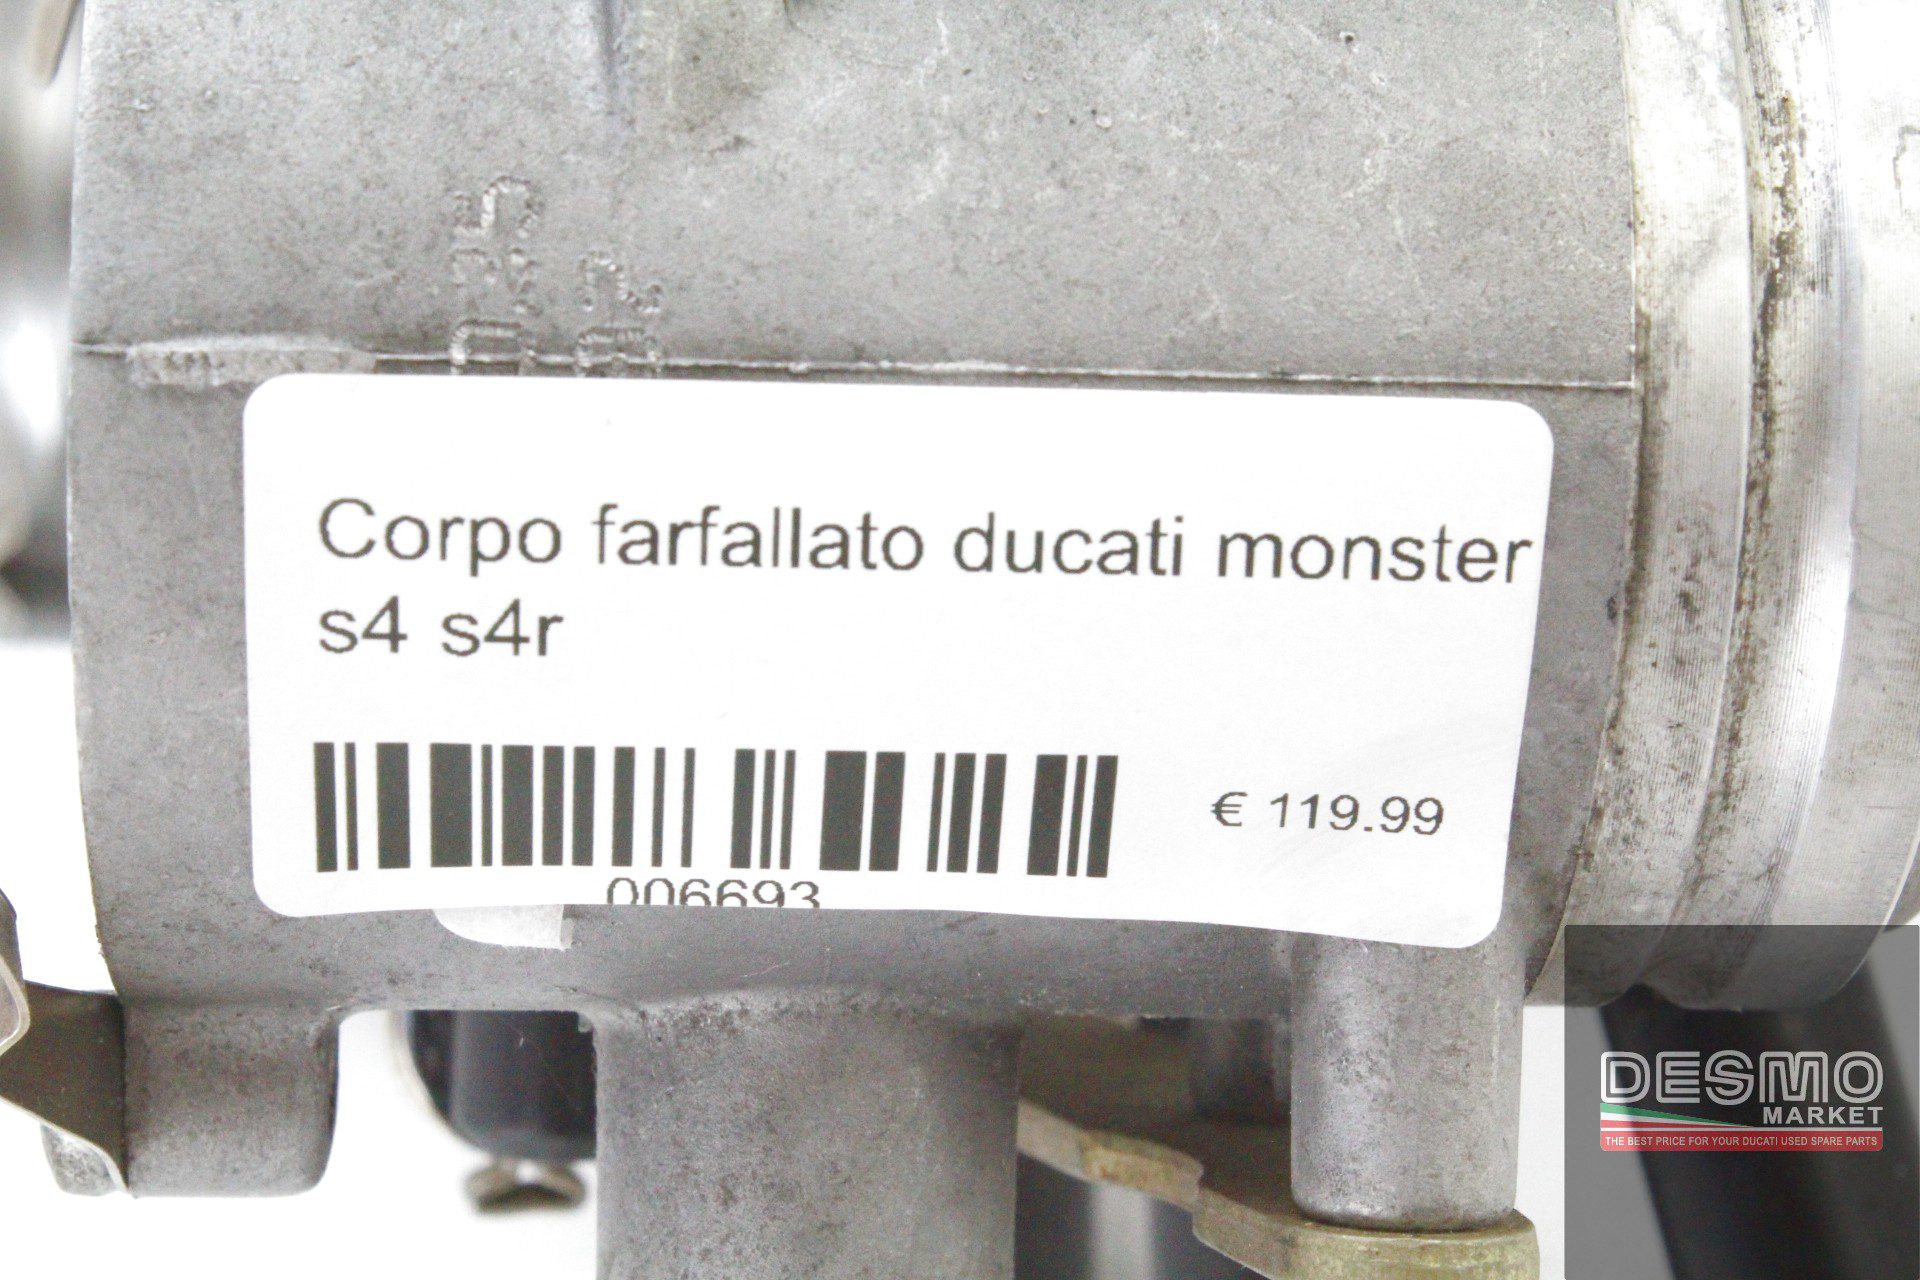 Corpo farfallato ducati monster
s4 s4r
€ 119.99
006693
DESMO
MARKET
THE BEST PRICE FOR YOUR DUCATI USED SPARE PARTS